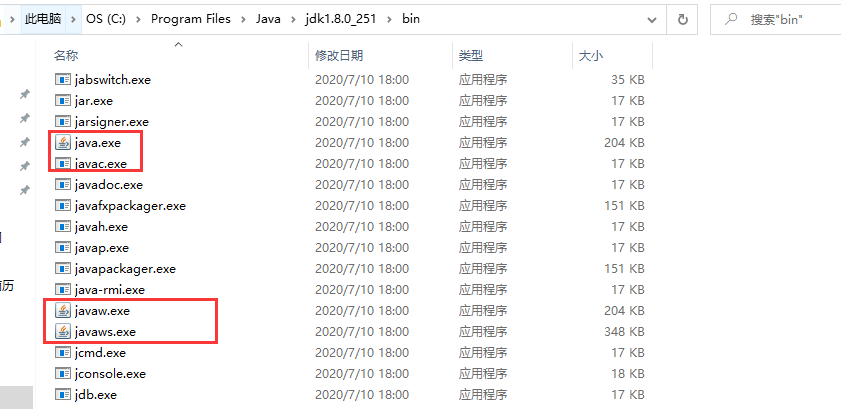 此电脑 OS (C:) Program Files Java jdk1.8.0_251 bin 搜索"bin"
名称 修改日期 类型 大小
jabswitch.exe 2020/7/10 18:00 应用程序 35 KB
jar.exe 2020/7/10 18:00 应用程序 17 KB
jarsigner.exe 2020/7/10 18:00 应用程序 17 KB
java.exe 2020/7/10 18:00 应用程序 204 KB
javac.exe 2020/7/10 18:00 应用程序 17 KB
javadoc.exe 2020/7/10 18:00 应用程序 17 KB
javafxpackager.exe 2020/7/10 18:00 应用程序 151 KB
javah.exe 2020/7/10 18:00 应用程序 17 KB
javap.exe 2020/7/10 18:00 应用程序 17 KB
javapackager.exe 2020/7/10 18:00 应用程序 151 KB
java-rmi.exe 2020/7/10 18:00 应用程序 17 KB
javaw.exe 2020/7/10 18:00 应用程序 204 KB
javaws.exe 2020/7/10 18:00 应用程序 348 KB
jcmd.exe 2020/7/10 18:00 应用程序 17 KB
jconsole.exe 2020/7/10 18:00 应用程序 18 KB
jdb.exe 2020/7/10 18:00 应用程序 17 KB